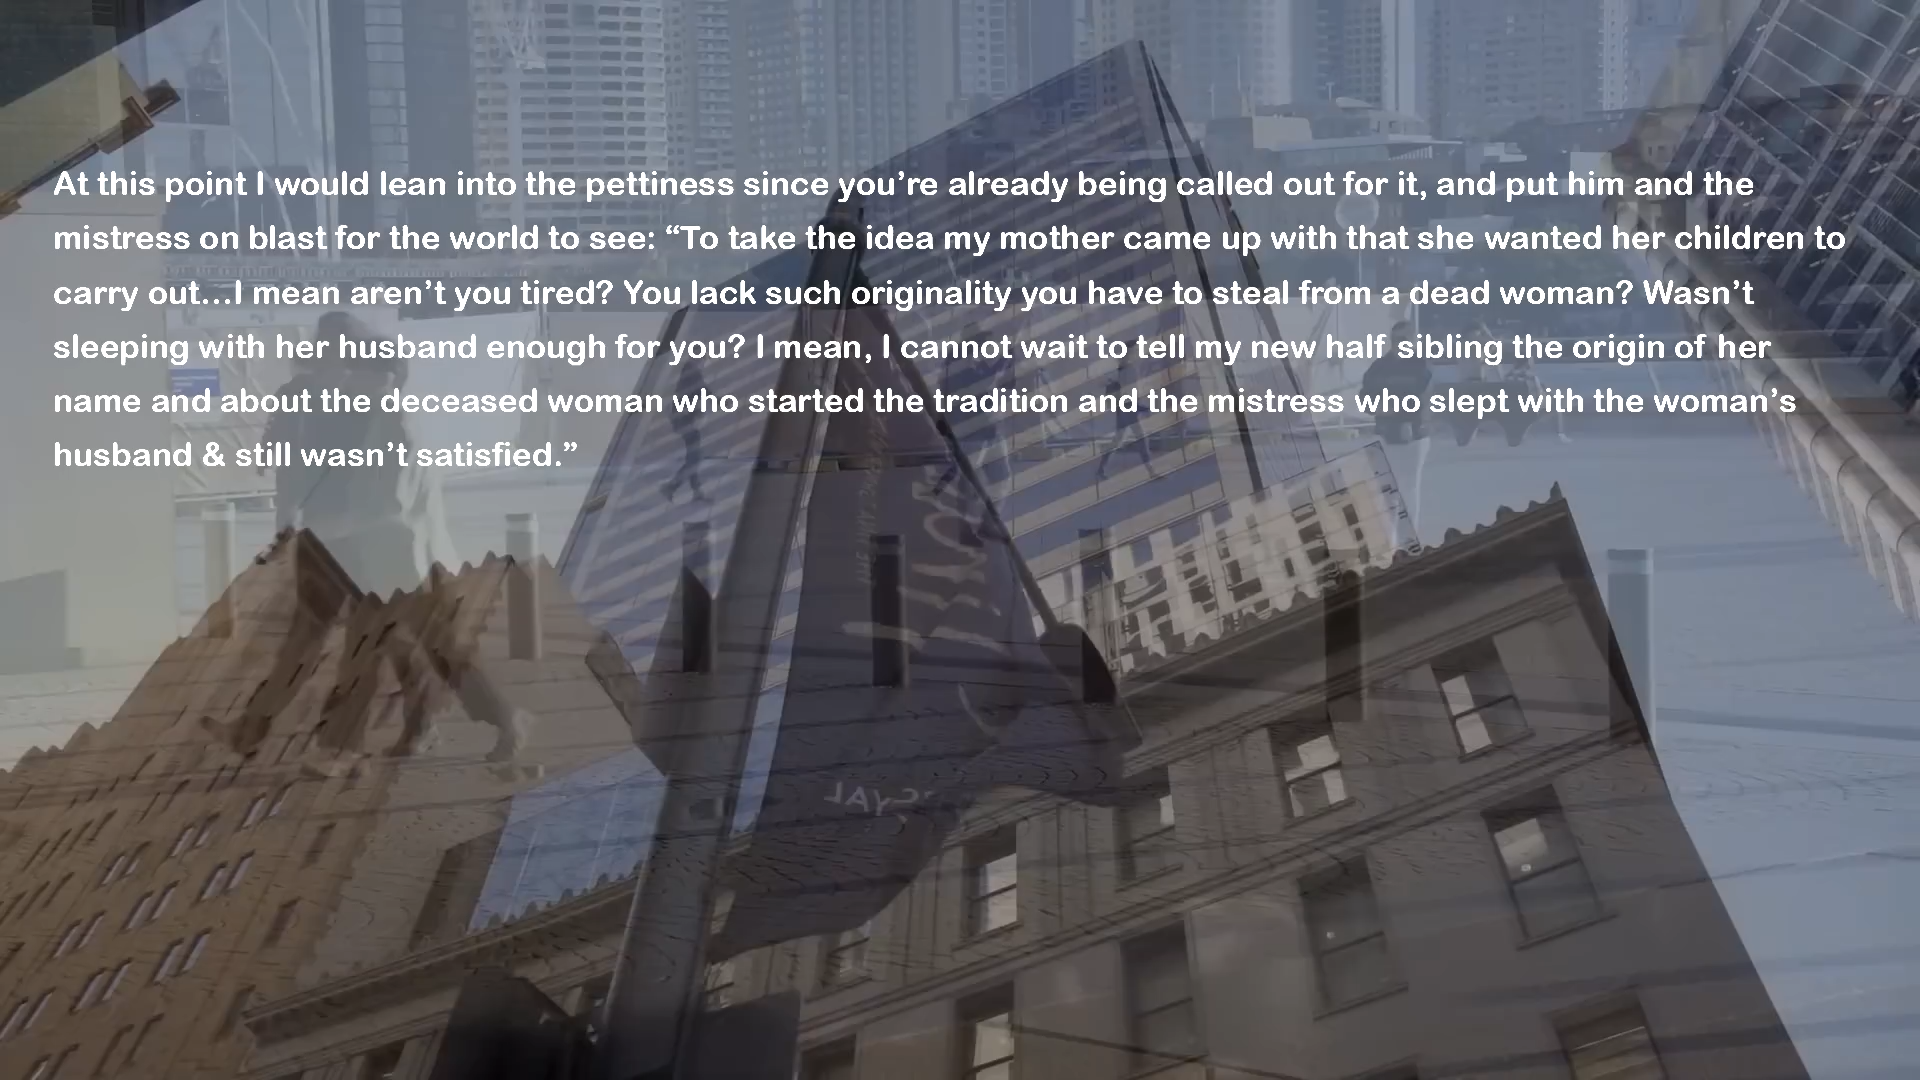 At this point I would lean into the pettiness since you’re already being called out for it, and put him and the
mistress on blast for the world to see: “To take the idea my mother came up with that she wanted her children to
carry out...I mean aren’t you tired? You lack such originality you have to steal from a dead woman? Wasn’t
sleeping with her husband enough for you? I mean, I cannot wait to tell my new half sibling the origin of her
name and about the deceased woman who started the tradition and the mistress who slept with the woman’s
husband & still wasn’t satisfied.”